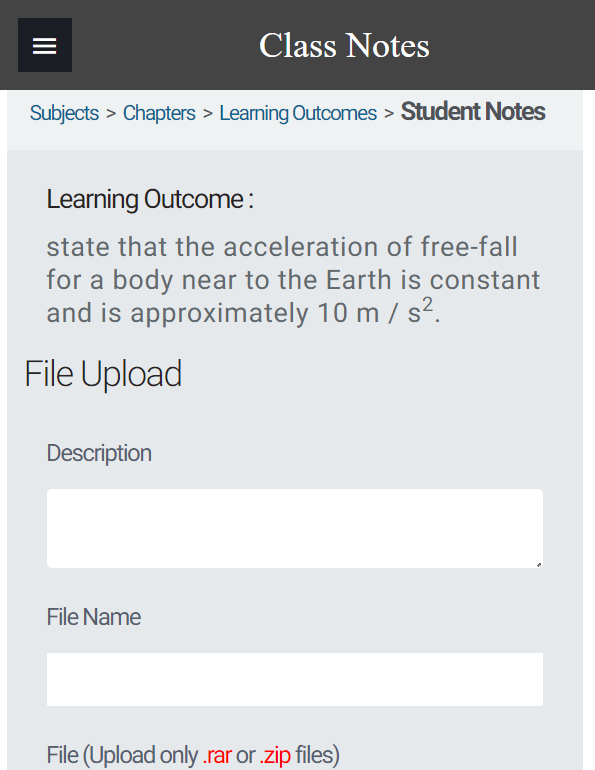 Class Notes
Subjects > Chapters > Learning Outcomes > Student Notes
Learning Outcome :
state that the acceleration of free-fall
for a body near to the Earth is constant
and is approximately 10 m / s².
File Upload
Description
File Name
File (Upload only .rar or .zip files)